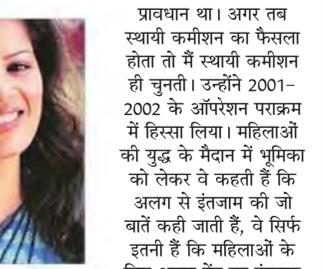 प्रावधान था। अगर तब
स्थायी कमीशन का फैसला
होता तो मैं स्थायी कमीशन
ही चुनती। उन्होंने 2001-
2002 के ऑपरेशन पराक्रम
में हिस्सा लिया। महिलाओं
की युद्ध के मैदान में भूमिका
को लेकर वे कहती हैं कि
अलग से इंतजाम की जो
बातें कही जाती हैं, वे सिर्फ
इतनी हैं कि महिलाओं के